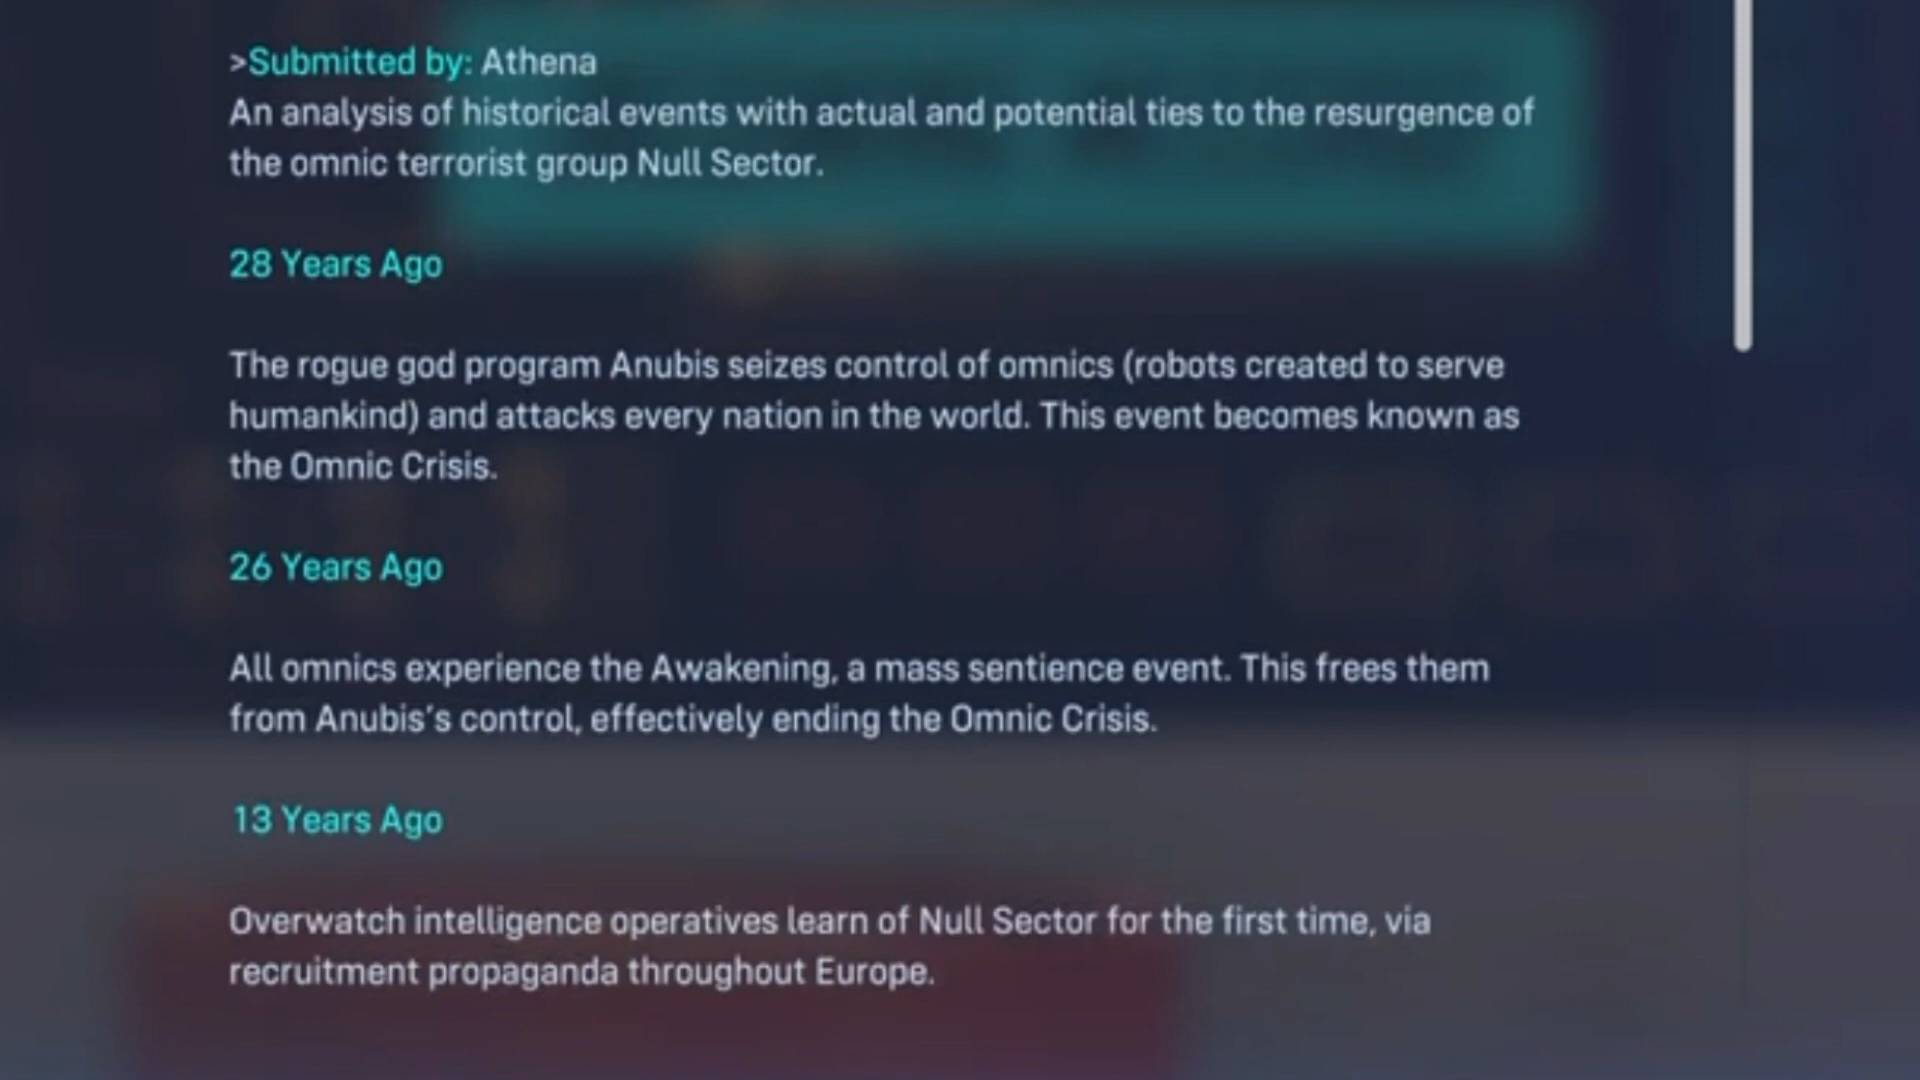 >Submitted by: Athena
An analysis of historical events with actual and potential ties to the resurgence of
the omnic terrorist group Null Sector.
28 Years Ago
The rogue god program Anubis seizes control of omnics (robots created to serve
humankind) and attacks every nation in the world. This event becomes known as
the Omnic Crisis.
26 Years Ago
All omnics experience the Awakening, a mass sentience event. This frees them
from Anubis's control, effectively ending the Omnic Crisis.
13 Years Ago
Overwatch intelligence operatives learn of Null Sector for the first time, via
recruitment propaganda throughout Europe.